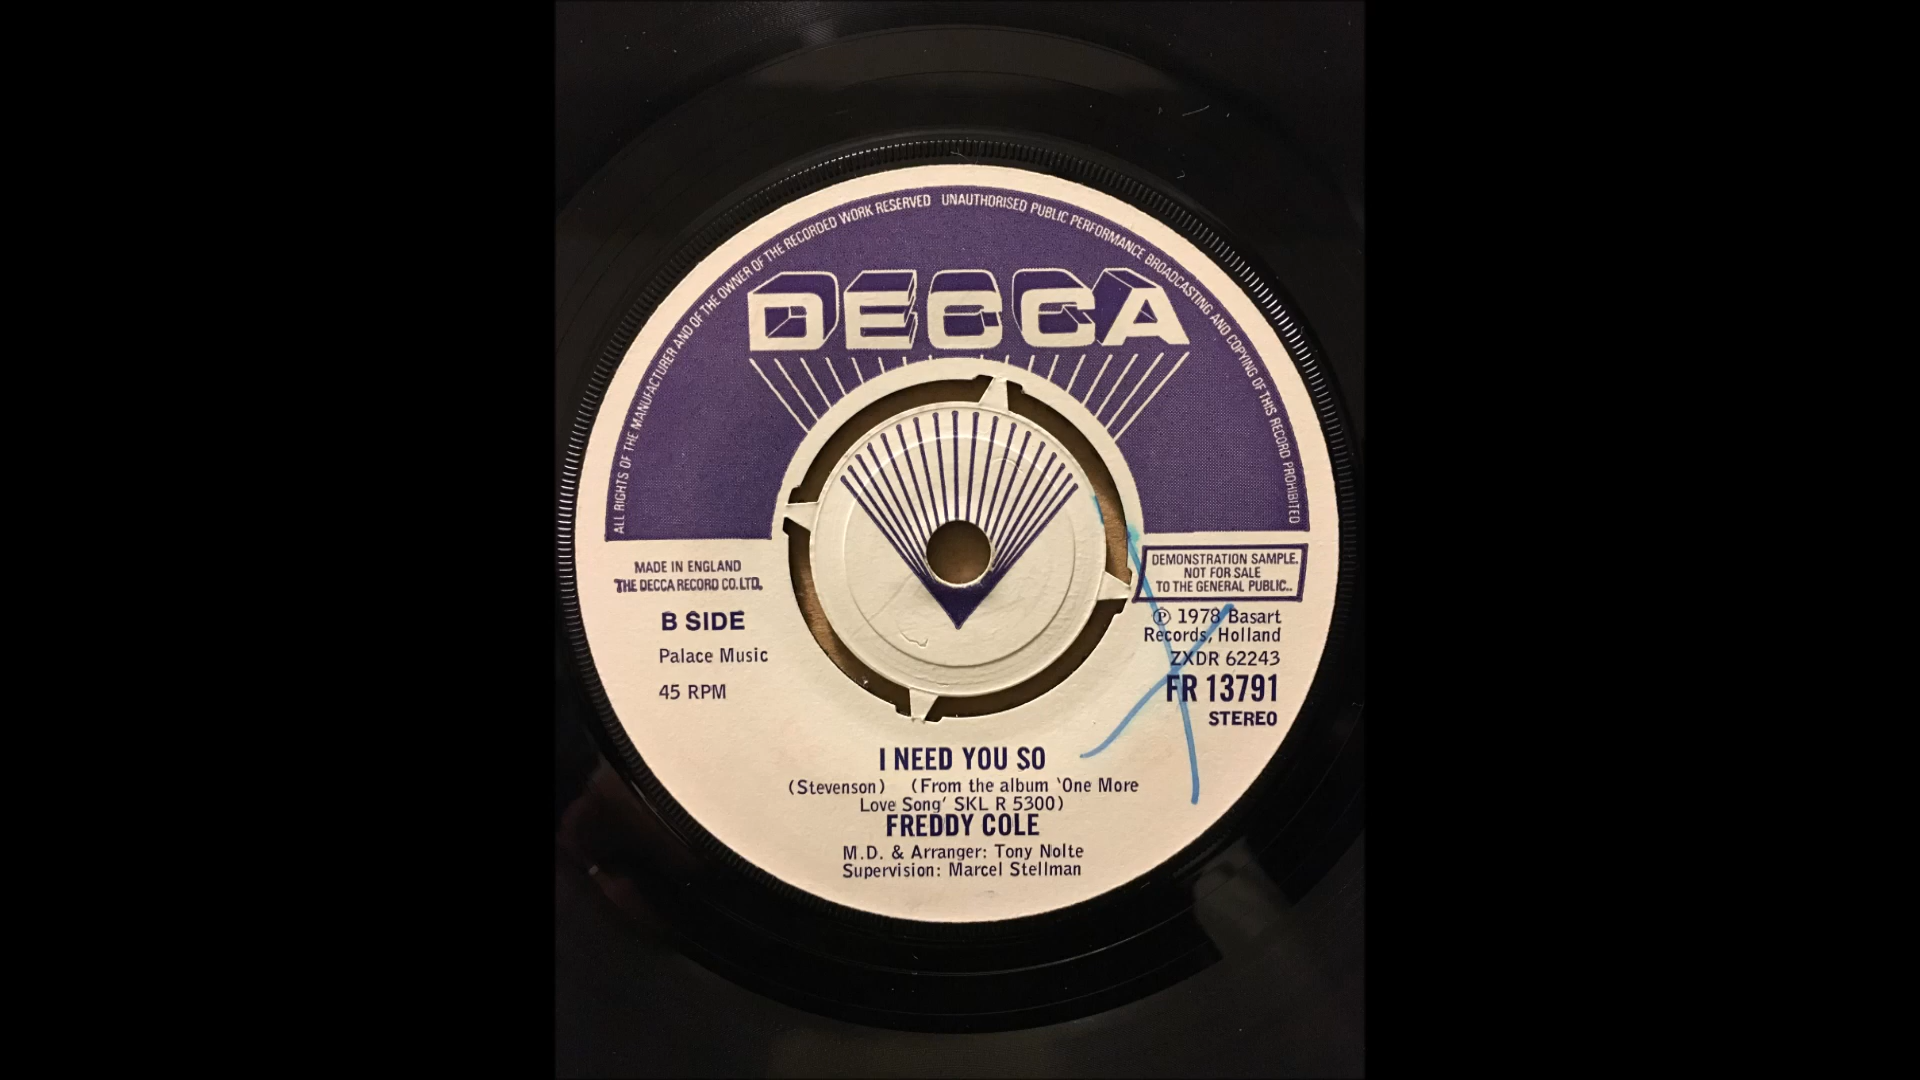 ALL RIGHTS OF THE MANUFACTURER AND OF THE OWNER OF THE RECORDED WORK RESERVED UNAUTHORISED PUBLIC PERFORMANCE BROADCASTING AND COPYING OF THIS RECORD PROHIBITED
DECCA
MADE IN ENGLAND
THE DECCA RECORD CO. LTD.
B SIDE
Palace Music
45 RPM
DEMONSTRATION SAMPLE.
NOT FOR SALE
TO THE GENERAL PUBLIC..
℗ 1978 Basart
Records, Holland
ZXDR 62243
FR 13791
STEREO
I NEED YOU SO
(Stevenson) (From the album ‘One More
Love Song’ SKL R 5300)
FREDDY COLE
M.D. & Arranger: Tony Nolte
Supervision: Marcel Stellman